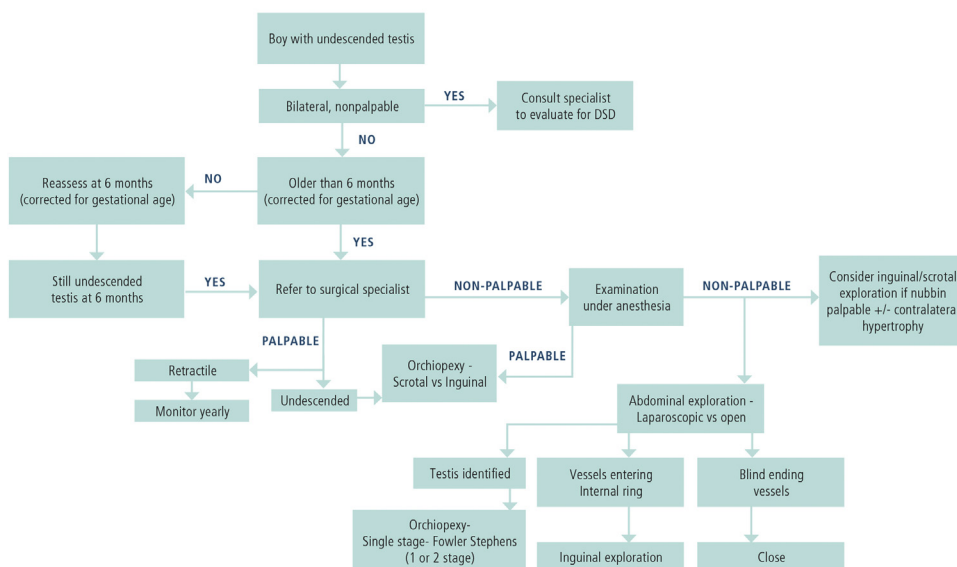 Boy with undescended testis
Bilateral, nonpalpable
YES
Consult specialist
to evaluate for DSD
NO
Older than 6 months
(corrected for gestational age)
NO
Reassess at 6 months
(corrected for gestational age)
YES
Still undescended
testis at 6 months
YES
Refer to surgical specialist
NON-PALPABLE
Examination
under anesthesia
NON-PALPABLE
Consider inguinal/scrotal
exploration if nubbin
palpable +/- contralateral
hypertrophy
PALPABLE
Retractile
Monitor yearly
Undescended
PALPABLE
Orchiopexy -
Scrotal vs Inguinal
Abdominal exploration -
Laparoscopic vs open
Testis identified
Vessels entering
Internal ring
Blind ending
vessels
Orchiopexy-
Single stage- Fowler Stephens
(1 or 2 stage)
Inguinal exploration
Close